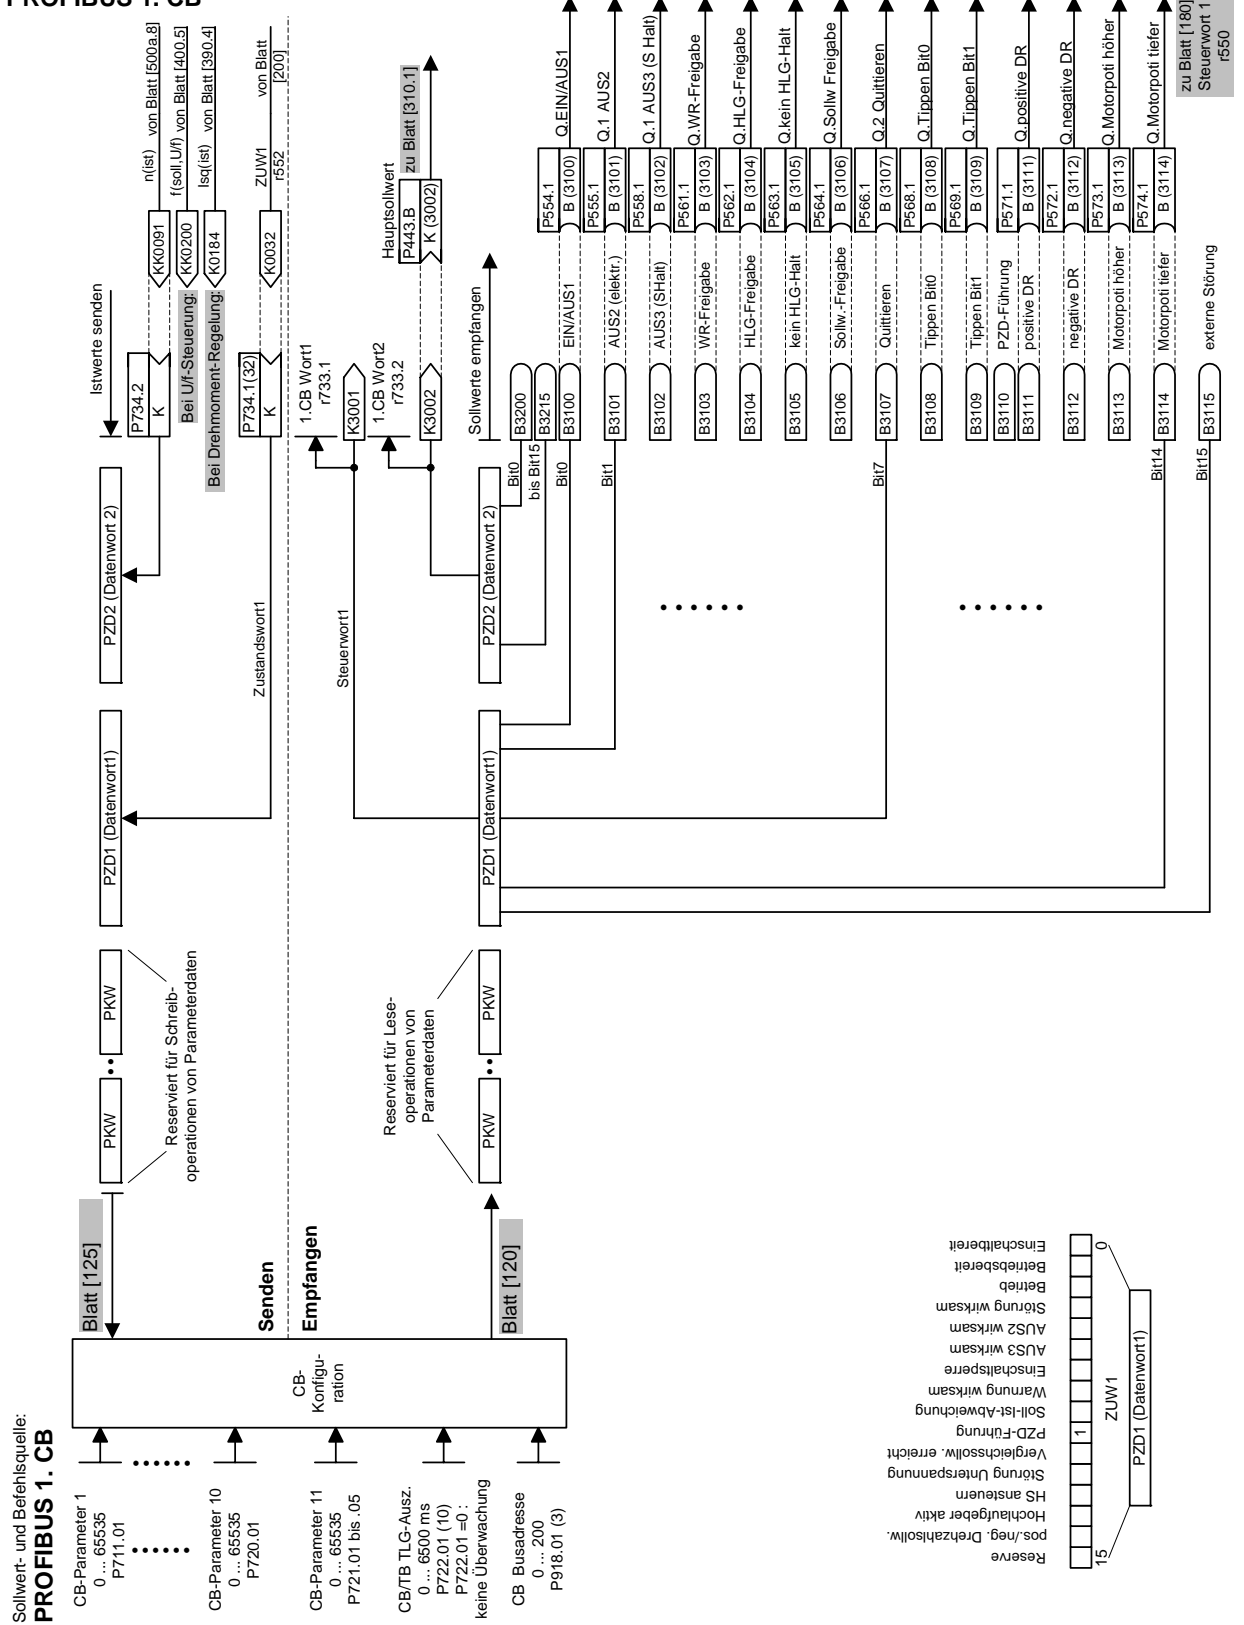 PROFIBUS 1. CB
Sollwert- und Befehlsquelle:
PROFIBUS 1. CB
CB-Parameter 1
0 ... 65535
P711.01
CB-Parameter 10
0 ... 65535
P720.01
CB-Parameter 11
0 ... 65535
P721.01 bis .05
CB/TB TLG-Ausz.
0 ... 6500 ms
P722.01 (10)
P722.01 =0 :
keine Überwachung
CB Busadresse
0 ... 200
P918.01 (3)
CB-
Konfigu-
ration
Blatt [125]
Senden
Empfangen
Blatt [120]
PKW
PKW
Reserviert für Schreib-
operationen von Parameterdaten
PZD1 (Datenwort1)
PZD2 (Datenwort 2)
Istwerte senden
P734.2
K
KK0091
n(ist) von Blatt [500a.8]
Bei U/f-Steuerung:
KK0200
f(soll,U/f) von Blatt [400.5]
Bei Drehmoment-Regelung:
K0184
Isq(ist) von Blatt [390.4]
Zustandswort1
P734.1(32)
K
K0032
ZUW1
r552
von Blatt
[200]
Steuerwort1
1.CB Wort1
r733.1
K3001
1.CB Wort2
r733.2
K3002
Hauptsollwert
P443.B
K (3002)
zu Blatt [310.1]
Reserviert für Lese-
operationen von
Parameterdaten
PKW
PKW
PZD1 (Datenwort1)
PZD2 (Datenwort 2)
Sollwerte empfangen
Bit0
B3200
bis Bit15
B3215
Bit0
B3100
EIN/AUS1
P554.1
B (3100)
Q.EIN/AUS1
Bit1
B3101
AUS2 (elektr.)
P555.1
B (3101)
Q.1 AUS2
B3102
AUS3 (SHalt)
P558.1
B (3102)
Q.1 AUS3 (S Halt)
B3103
WR-Freigabe
P561.1
B (3103)
Q.WR-Freigabe
B3104
HLG-Freigabe
P562.1
B (3104)
Q.HLG-Freigabe
B3105
kein HLG-Halt
P563.1
B (3105)
Q.kein HLG-Halt
B3106
Sollw.-Freigabe
P564.1
B (3106)
Q.Sollw Freigabe
Bit7
B3107
Quittieren
P566.1
B (3107)
Q.2 Quittieren
B3108
Tippen Bit0
P568.1
B (3108)
Q.Tippen Bit0
B3109
Tippen Bit1
P569.1
B (3109)
Q.Tippen Bit1
B3110
PZD-Führung
B3111
positive DR
P571.1
B (3111)
Q.positive DR
B3112
negative DR
P572.1
B (3112)
Q.negative DR
B3113
Motorpoti höher
P573.1
B (3113)
Q.Motorpoti höher
Bit14
B3114
Motorpoti tiefer
P574.1
B (3114)
Q.Motorpoti tiefer
Bit15
B3115
externe Störung
zu Blatt [180]
Steuerwort 1
r550
Einschaltbereit
Betriebsbereit
Betrieb
Störung wirksam
AUS2 wirksam
AUS3 wirksam
Einschaltsperre
Warnung wirksam
Soll-Ist-Abweichung
PZD-Führung
Vergleichssollw. erreicht
Störung Unterspannung
HS ansteuern
Hochlaufgeber aktiv
pos./neg. Drehzahlsollw.
Reserve
1
15
0
ZUW1
PZD1 (Datenwort1)